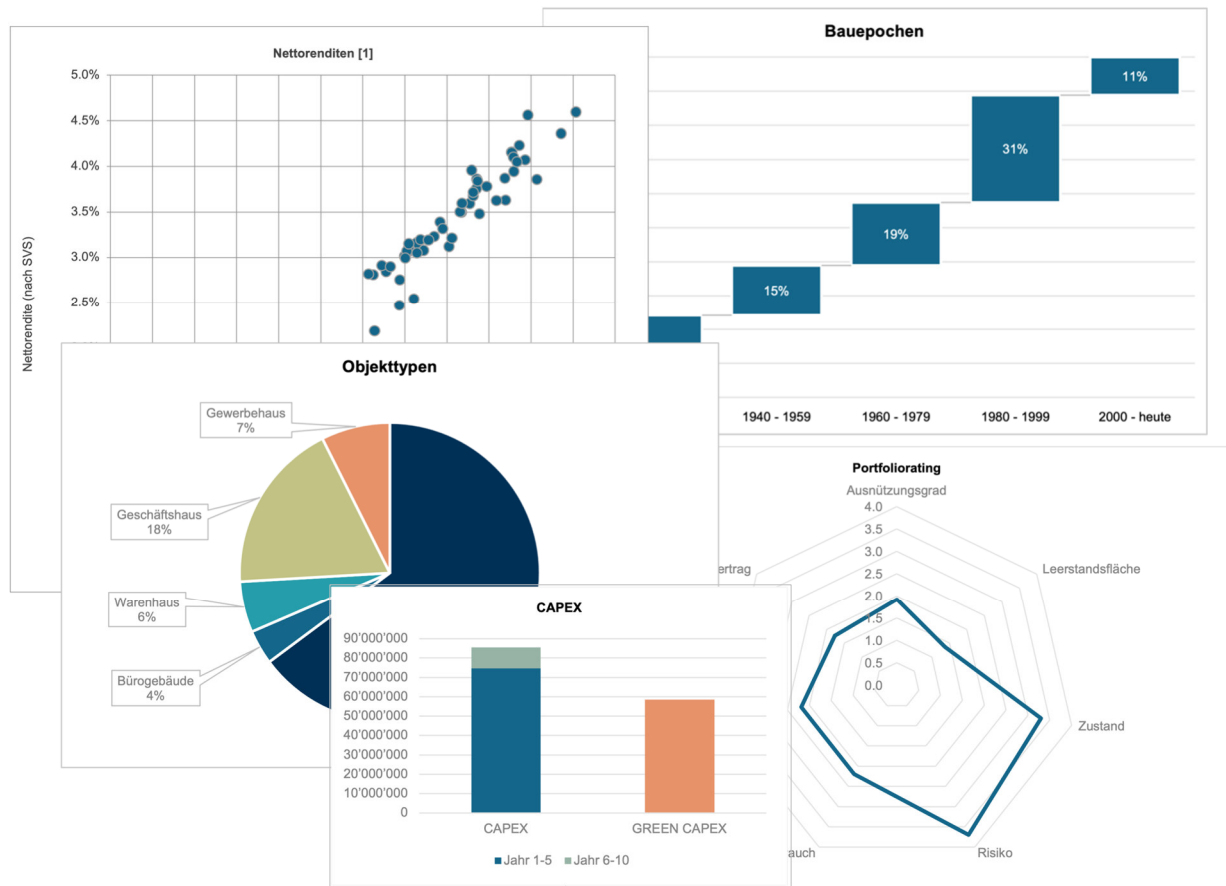 Bauepochen
11%
31%
19%
15%
1940 - 1959
1960 - 1979
1980 - 1999
2000 - heute
Nettorenditen [1]
Nettorendite (nach SVS)
5.0%
4.5%
4.0%
3.5%
3.0%
2.5%
Objekttypen
Gewerbehaus
7%
Geschäftshaus
18%
Warenhaus
6%
Bürogebäude
4%
Portfoliorating
Ausnützungsgrad
4.0
3.5
3.0
2.5
2.0
1.5
1.0
0.5
0.0
Leerstandsfläche
Zustand
Risiko
CAPEX
90'000'000
80'000'000
70'000'000
60'000'000
50'000'000
40'000'000
30'000'000
20'000'000
10'000'000
0
CAPEX
GREEN CAPEX
Jahr 1-5
Jahr 6-10